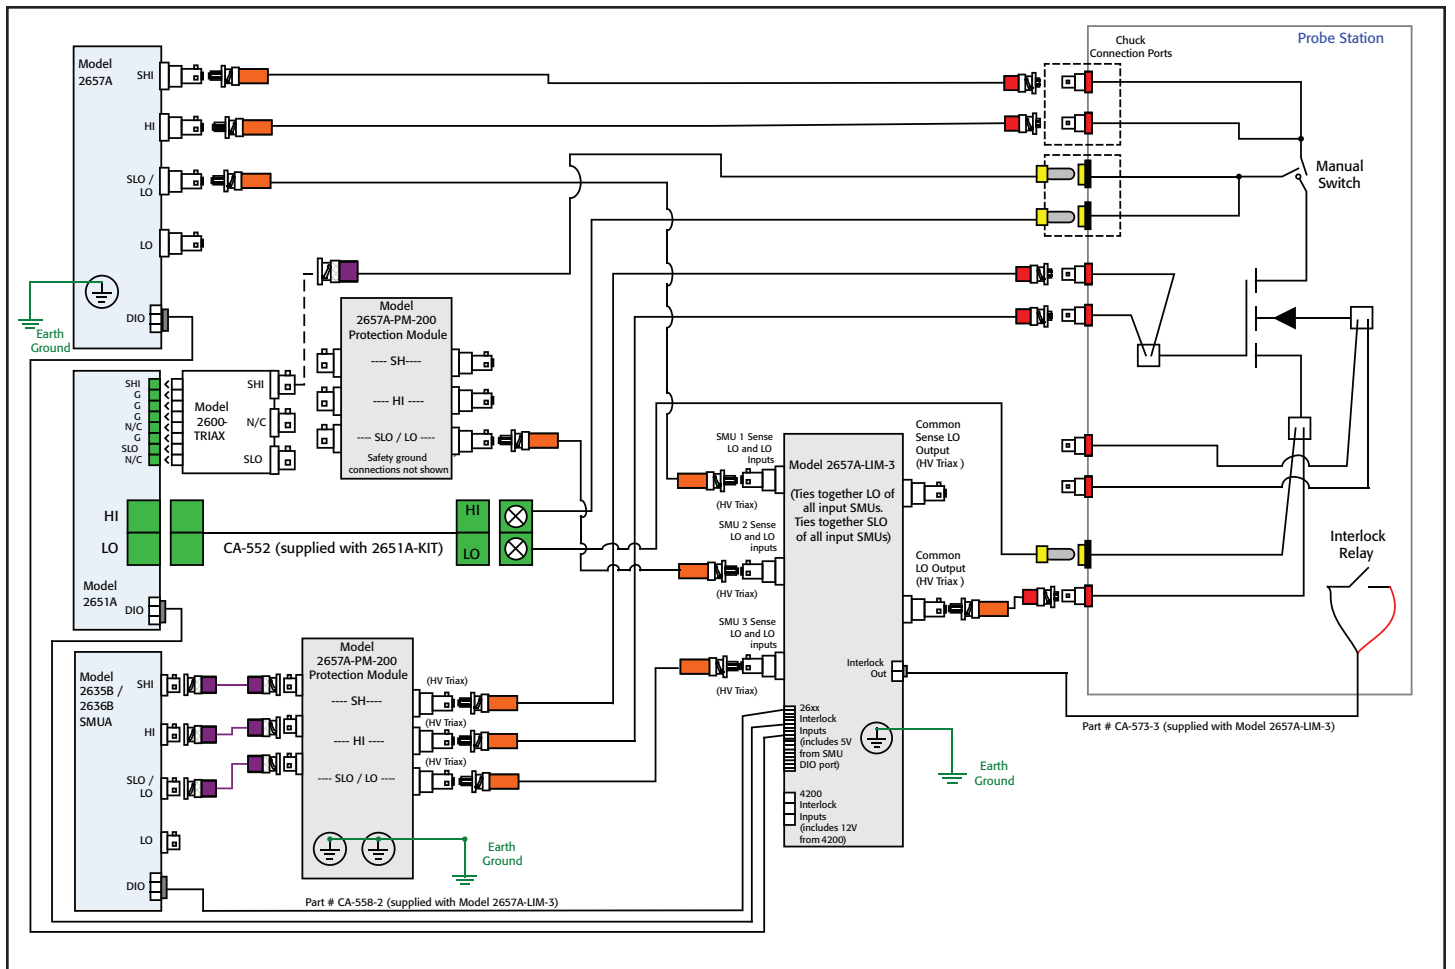 Chuck
Connection Ports
Probe Station
Model
2657A
SHI
HI
SLO /
LO
LO
DIO
Earth
Ground
Manual
Switch
Model
2657A-PM-200
Protection Module
---- SH----
---- HI ----
---- SLO / LO ----
Safety ground
connections not shown
SHI
G
G
G
N/C
G
SLO
N/C
Model
2600-
TRIAX
SHI
N/C
SLO
HI
LO
CA-552 (supplied with 2651A-KIT)
HI
LO
Model
2651A
DIO
SMU 1 Sense
LO and LO
Inputs
(HV Triax)
SMU 2 Sense
LO and LO
inputs
(HV Triax)
SMU 3 Sense
LO and LO
inputs
(HV Triax)
Model 2657A-LIM-3
(Ties together LO of
all input SMUs.
Ties together SLO
of all input SMUs)
Common
Sense LO
Output
(HV Triax )
Common
LO Output
(HV Triax )
Interlock
Out
26xx
Interlock
Inputs
(includes 5V
from SMU
DIO port)
4200
Interlock
Inputs
(includes 12V
from 4200)
Earth
Ground
Interlock
Relay
Part # CA-573-3 (supplied with Model 2657A-LIM-3)
Model
2635B /
2636B
SMUA
SHI
HI
SLO /
LO
LO
DIO
Model
2657A-PM-200
Protection Module
---- SH----
---- HI ----
---- SLO / LO ----
(HV Triax)
(HV Triax)
(HV Triax)
Earth
Ground
Part # CA-558-2 (supplied with Model 2657A-LIM-3)